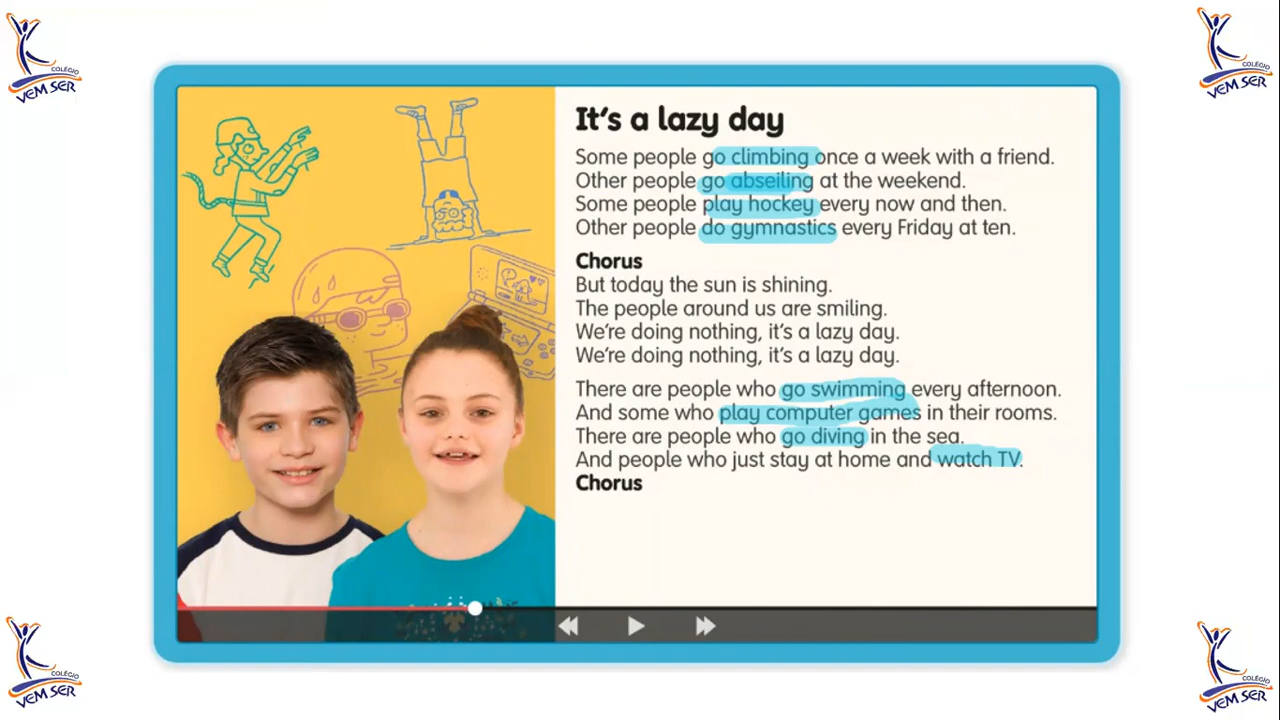 COLÉGIO
VEM SER
COLÉGIO
VEM SER
It's a lazy day
Some people go climbing once a week with a friend.
Other people go abseiling at the weekend.
Some people play hockey every now and then.
Other people do gymnastics every Friday at ten.
Chorus
But today the sun is shining.
The people around us are smiling.
We're doing nothing, it's a lazy day.
We're doing nothing, it's a lazy day.
There are people who go swimming every afternoon.
And some who play computer games in their rooms.
There are people who go diving in the sea.
And people who just stay at home and watch TV.
Chorus
COLÉGIO
VEM SER
COLÉGIO
VEM SER